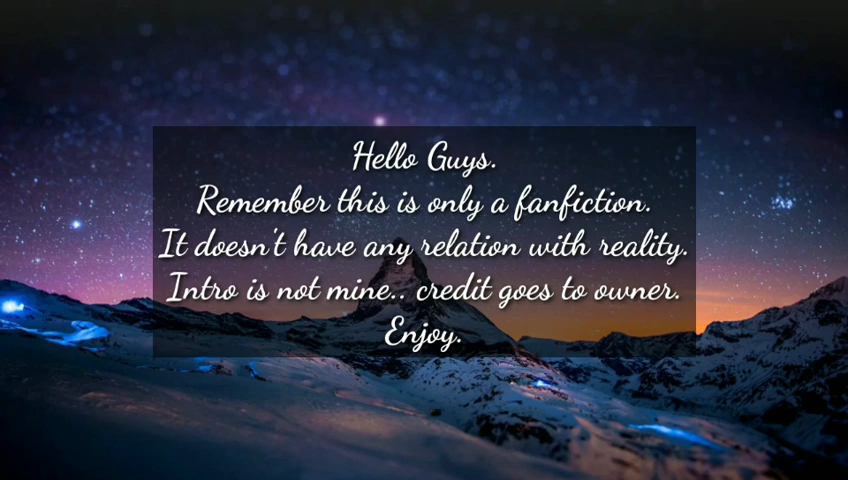 Hello Guys.
Remember this is only a fanfiction.
It doesn't have any relation with reality.
Intro is not mine.. credit goes to owner.
Enjoy.